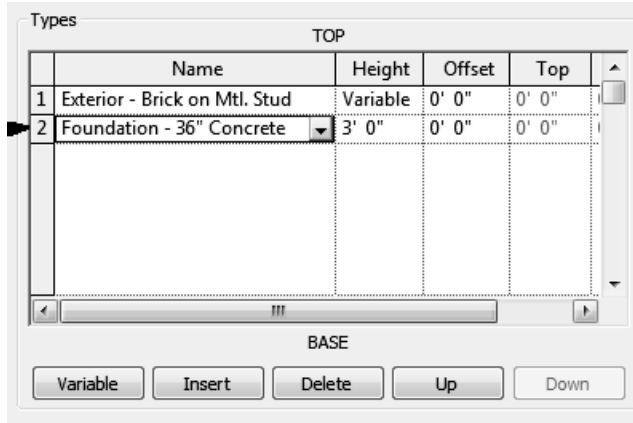 Types
TOP
Name Height Offset Top
1 Exterior - Brick on Mtl. Stud Variable 0' 0" 0' 0"
2 Foundation - 36" Concrete 3' 0" 0' 0" 0' 0"
BASE
Variable Insert Delete Up Down